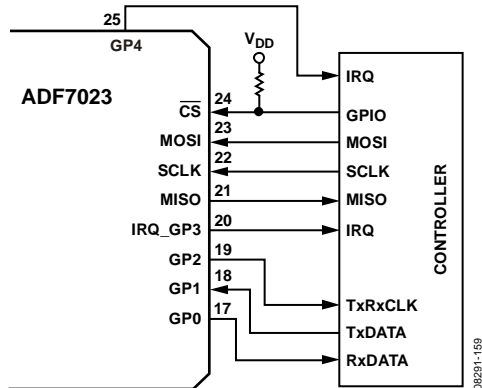 25
GP4
VDD
ADF7023
IRQ
CS 24 GPIO
MOSI 23 MOSI
SCLK 22 SCLK
MISO 21 MISO
IRQ_GP3 20 IRQ
GP2 19
GP1 18 TxRxCLK
GP0 17 TxDATA
RxDATA
CONTROLLER
08291-159